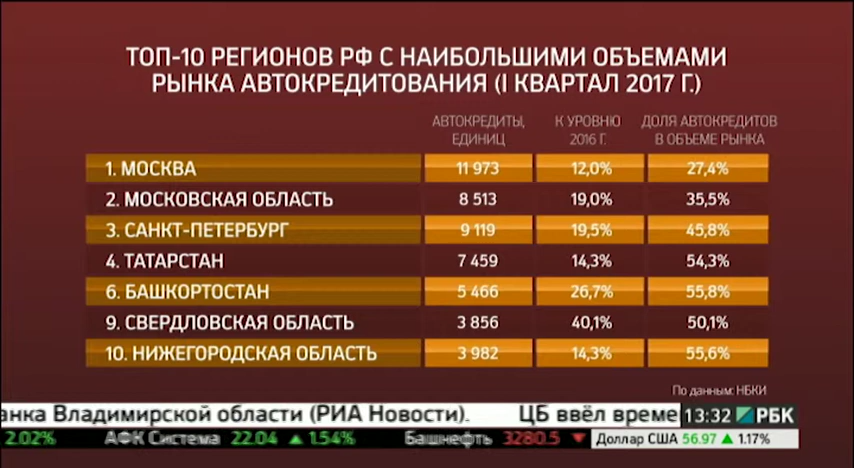 ТОП-10 РЕГИОНОВ РФ С НАИБОЛЬШИМИ ОБЪЕМАМИ
РЫНКА АВТОКРЕДИТОВАНИЯ (I КВАРТАЛ 2017 Г.)
АВТОКРЕДИТЫ, К УРОВНЮ ДОЛЯ АВТОКРЕДИТОВ
ЕДИНИЦ 2016 Г. В ОБЪЕМЕ РЫНКА
1. МОСКВА 11 973 12,0% 27,4%
2. МОСКОВСКАЯ ОБЛАСТЬ 8 513 19,0% 35,5%
3. САНКТ-ПЕТЕРБУРГ 9 119 19,5% 45,8%
4. ТАТАРСТАН 7 459 14,3% 54,3%
6. БАШКОРТОСТАН 5 466 26,7% 55,8%
9. СВЕРДЛОВСКАЯ ОБЛАСТЬ 3 856 40,1% 50,1%
10. НИЖЕГОРОДСКАЯ ОБЛАСТЬ 3 982 14,3% 55,6%
По данным: НБКИ
анка Владимирской области (РИА Новости). ЦБ ввёл време 13:32 РБК
2.02% АФК Система 22.04 ▲ 1.54% Башнефть 3280.5 ▼ Доллар США 56.97 ▲ 1.17%